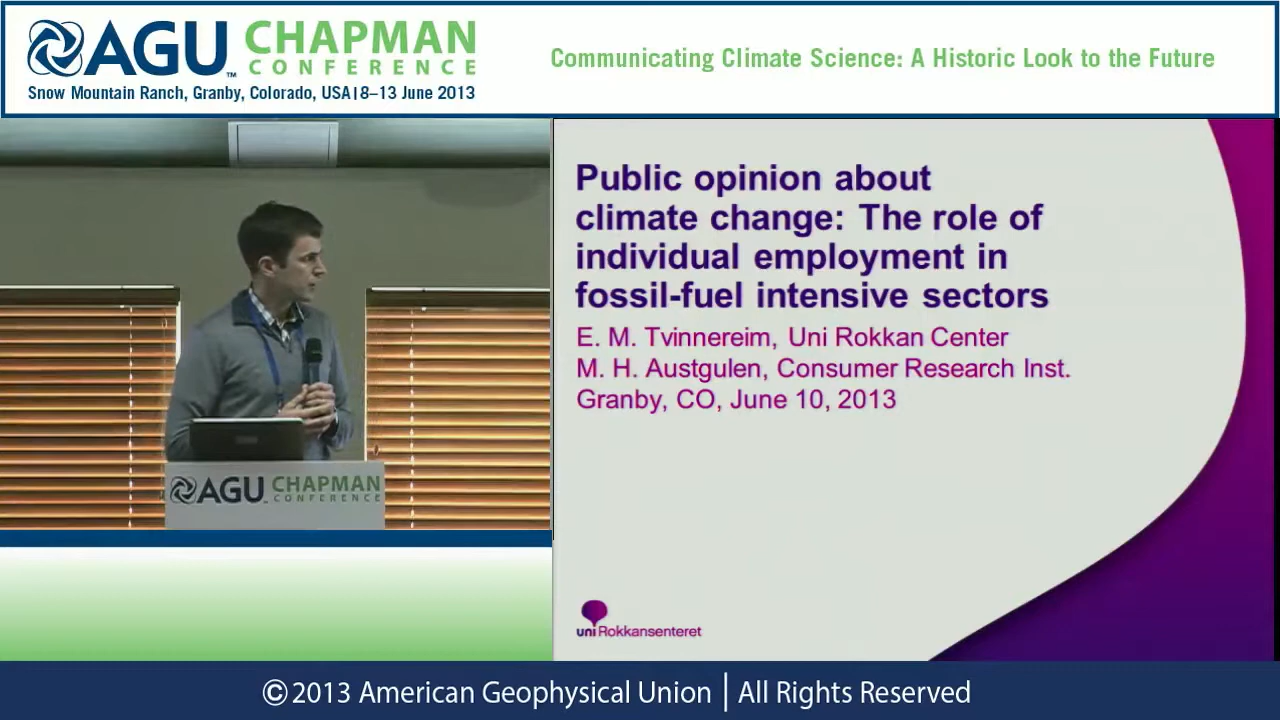 AGU™ CHAPMAN CONFERENCE
Snow Mountain Ranch, Granby, Colorado, USA|8–13 June 2013
Communicating Climate Science: A Historic Look to the Future
Public opinion about
climate change: The role of
individual employment in
fossil-fuel intensive sectors
E. M. Tvinnereim, Uni Rokkan Center
M. H. Austgulen, Consumer Research Inst.
Granby, CO, June 10, 2013
AGU CHAPMAN
CONFERENCE
uni Rokkansenteret
©2013 American Geophysical Union | All Rights Reserved